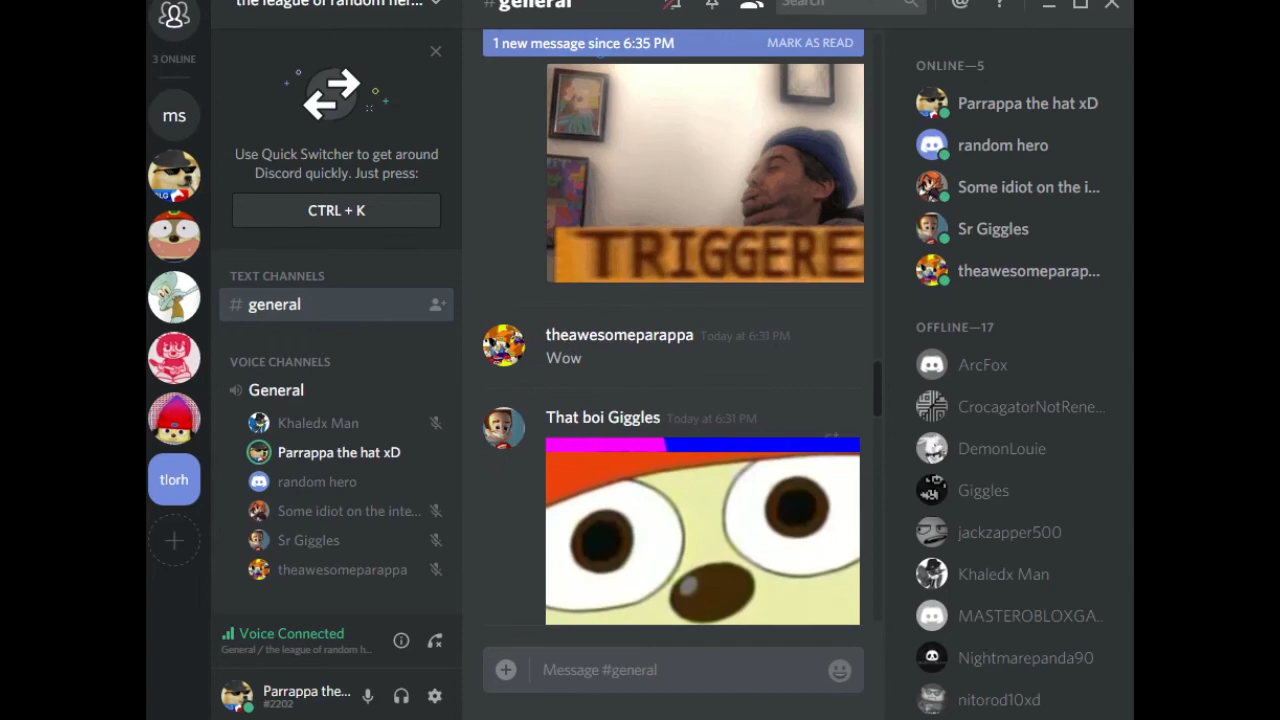 the league of random her...
#general
Search
@
?
3 ONLINE
ms
tlorh
Use Quick Switcher to get around
Discord quickly. Just press:
CTRL + K
TEXT CHANNELS
# general
VOICE CHANNELS
General
Khaledx Man
Parrappa the hat xD
random hero
Some idiot on the inte...
Sr Giggles
theawesomeparappa
Voice Connected
General / the league of random h...
Parrappa the...
#2202
1 new message since 6:35 PM MARK AS READ
TRIGGERE
theawesomeparappa Today at 6:31 PM
Wow
That boi Giggles Today at 6:31 PM
Message #general
ONLINE—5
Parrappa the hat xD
random hero
Some idiot on the i...
Sr Giggles
theawesomeparap...
OFFLINE—17
ArcFox
CrocagatorNotRene...
DemonLouie
Giggles
jackzapper500
Khaledx Man
MASTEROBLOXGA...
Nightmarepanda90
nitorod10xd